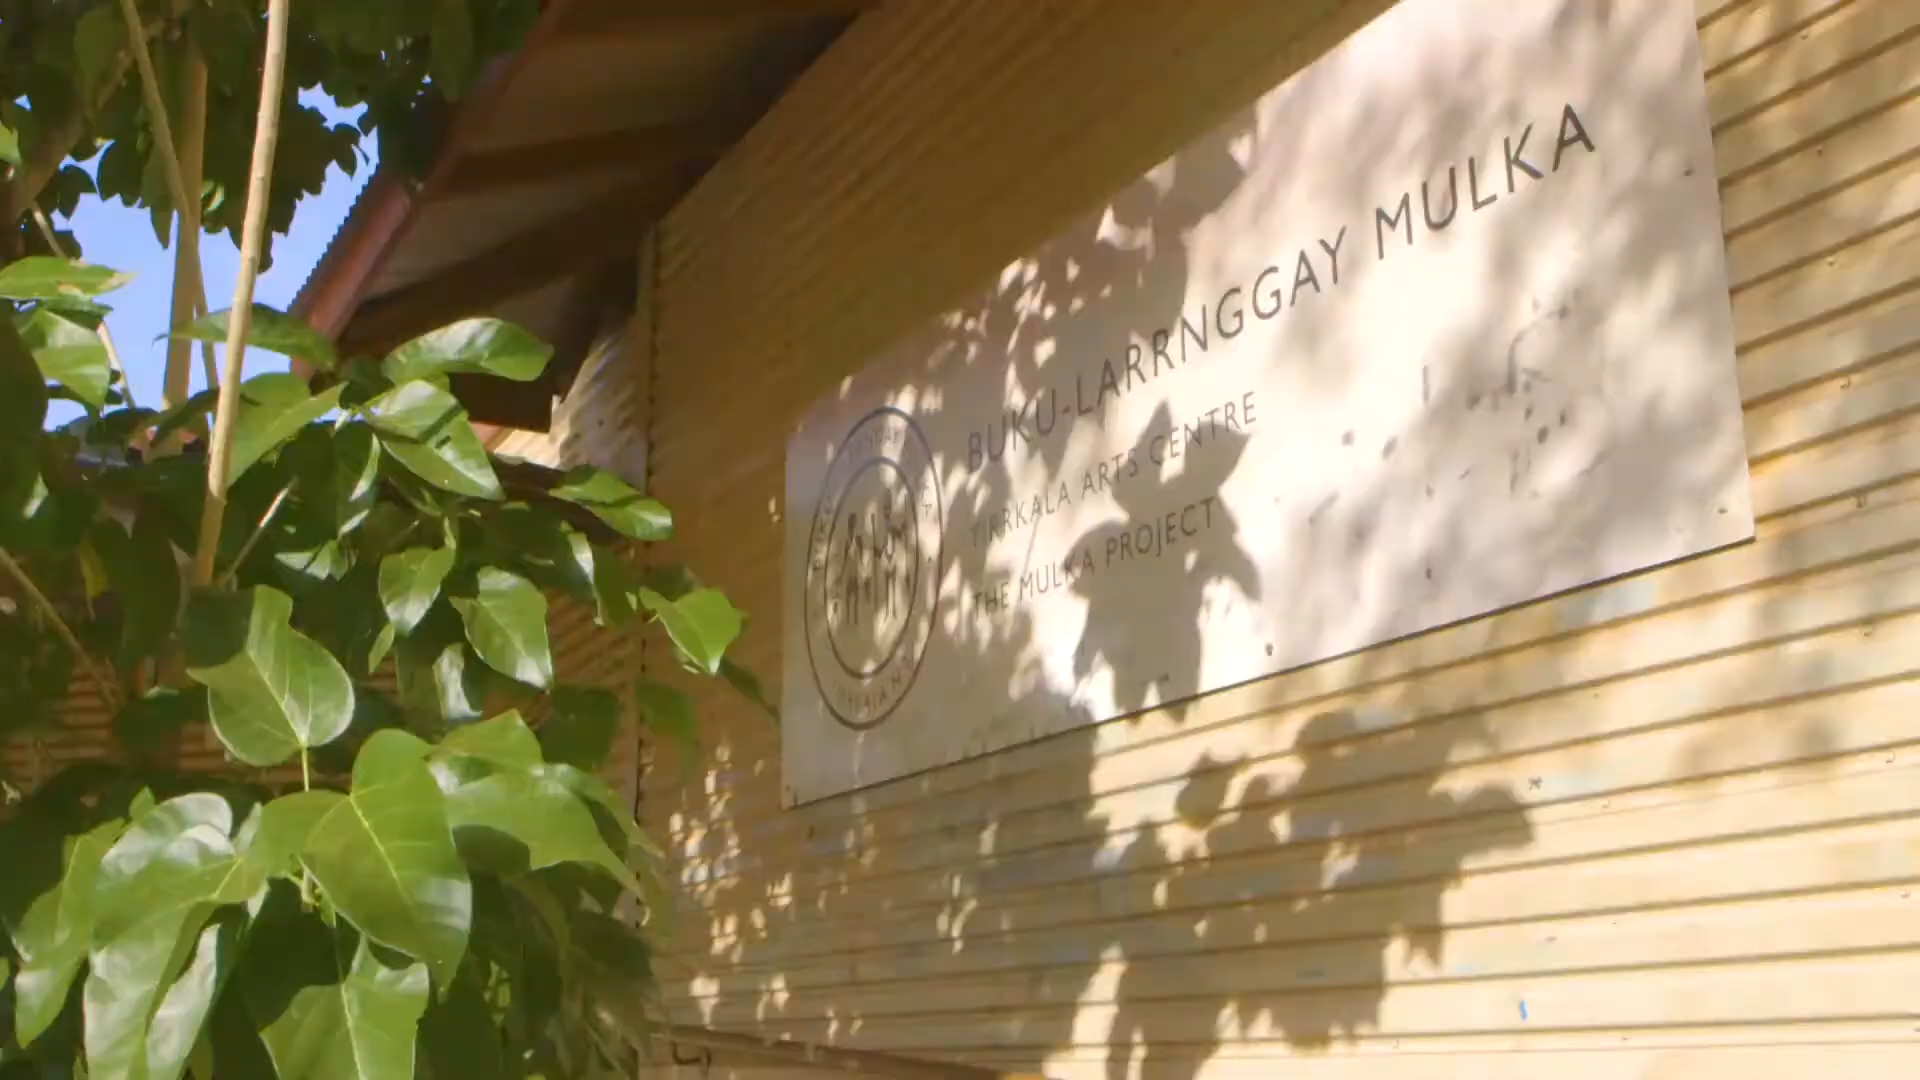 BUKU-LARRNGGAY MULKA
YIRRKALA ARTS CENTRE
THE MULKA PROJECT